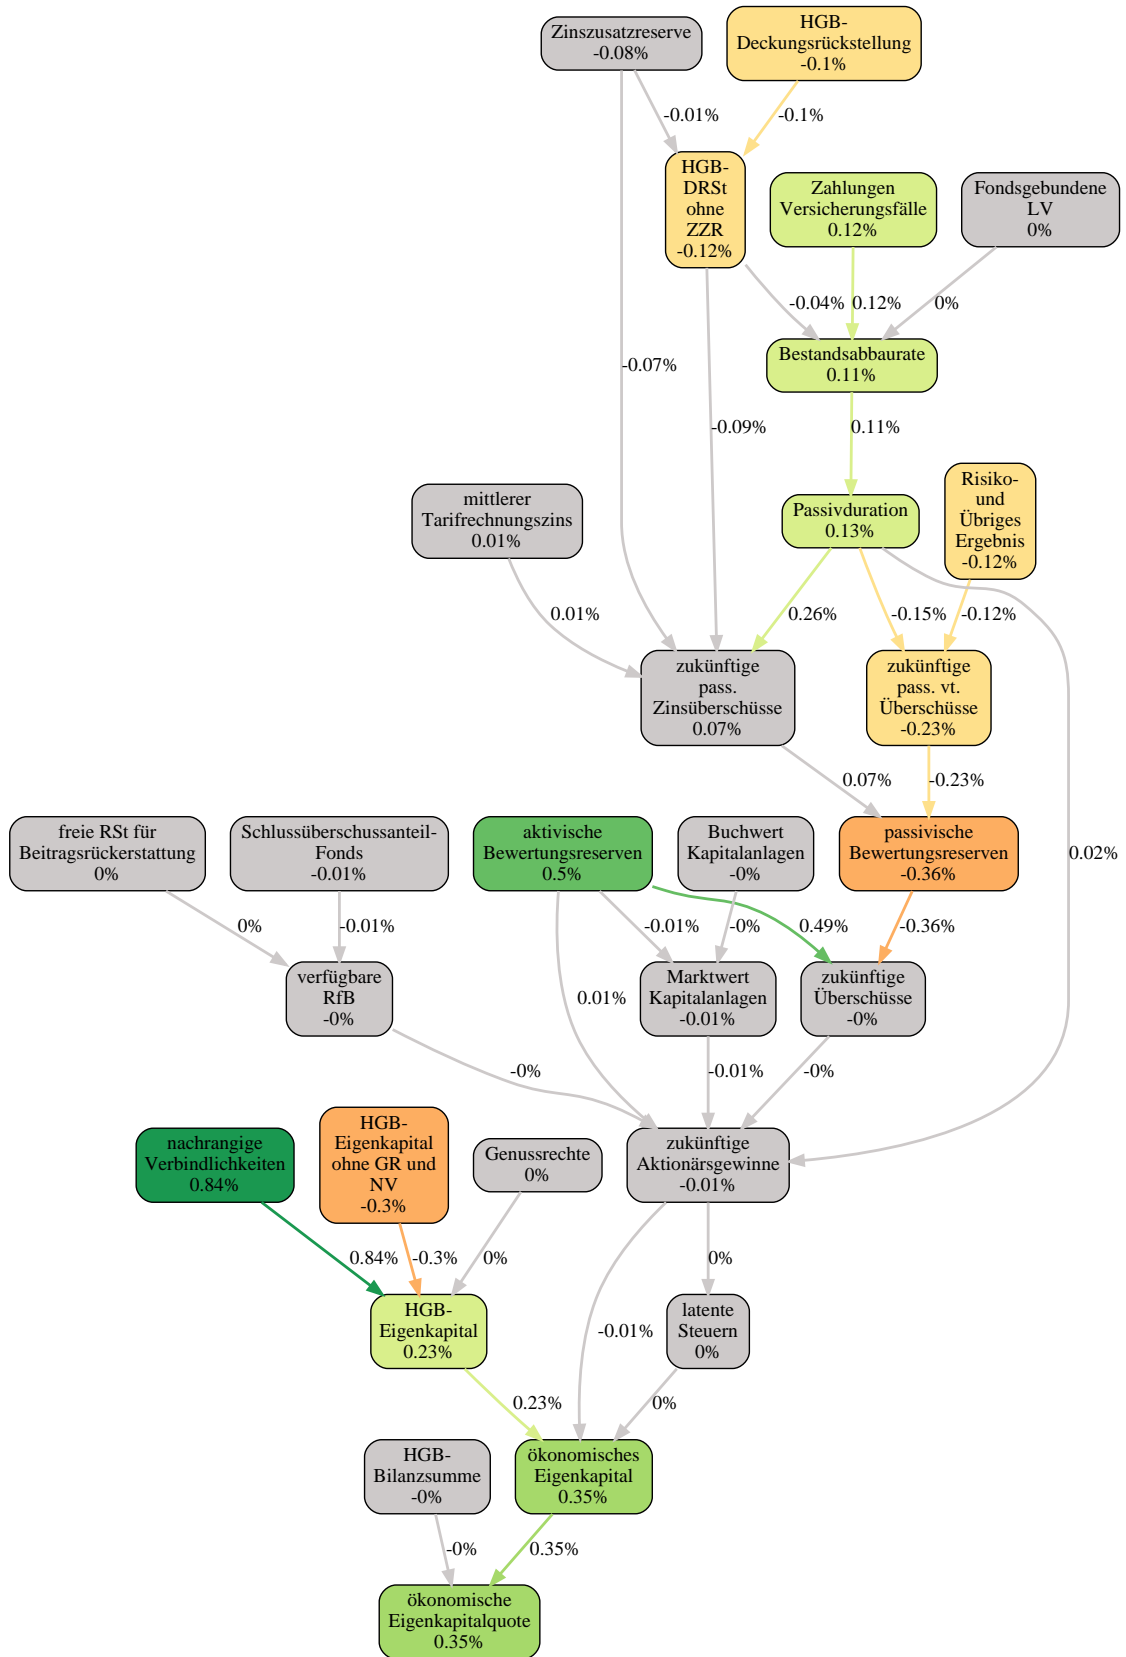 Zinszusatzreserve
-0.08%
HGB-
Deckungsrückstellung
-0.1%
-0.01%
-0.1%
HGB-
DRSt
ohne
ZZR
-0.12%
Zahlungen
Versicherungsfälle
0.12%
Fondsgebundene
LV
0%
-0.04%
0.12%
0%
Bestandsabbaurate
0.11%
-0.07%
-0.09%
0.11%
mittlerer
Tarifrechnungszins
0.01%
Passivduration
0.13%
Risiko-
und
Übriges
Ergebnis
-0.12%
0.01%
0.26%
-0.15%
-0.12%
zukünftige
pass.
Zinsüberschüsse
0.07%
zukünftige
pass. vt.
Überschüsse
-0.23%
0.07%
-0.23%
0.02%
freie RSt für
Beitragsrückerstattung
0%
Schlussüberschussanteil-
Fonds
-0.01%
aktivische
Bewertungsreserven
0.5%
Buchwert
Kapitalanlagen
-0%
passivische
Bewertungsreserven
-0.36%
0%
-0.01%
-0.01%
-0%
0.49%
-0.36%
verfügbare
RfB
-0%
0.01%
Marktwert
Kapitalanlagen
-0.01%
zukünftige
Überschüsse
-0%
-0%
-0.01%
-0%
nachrangige
Verbindlichkeiten
0.84%
HGB-
Eigenkapital
ohne GR und
NV
-0.3%
Genussrechte
0%
zukünftige
Aktionärsgewinne
-0.01%
0.84%
-0.3%
0%
0%
HGB-
Eigenkapital
0.23%
-0.01%
latente
Steuern
0%
0.23%
0%
HGB-
Bilanzsumme
-0%
ökonomisches
Eigenkapital
0.35%
-0%
0.35%
ökonomische
Eigenkapitalquote
0.35%